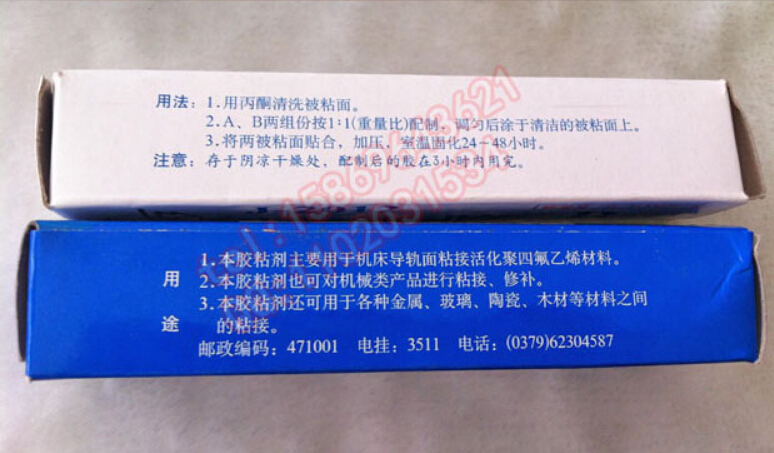 用法：1.用丙酮清洗被粘面。
2.A、B两组份按1:1(重量比)配制，调匀后涂于清洁的被粘面上。
3.将两被粘面贴合，加压，室温固化24－48小时。
注意：存于阴凉干燥处，配制后的胶在3小时内用完。
用途
1.本胶粘剂主要用于机床导轨面粘接活化聚四氟乙烯材料。
2.本胶粘剂也可对机械类产品进行粘接、修补。
3.本胶粘剂还可用于各种金属、玻璃、陶瓷、木材等材料之间
的粘接。
邮政编码：471001 电挂：3511 电话：(0379)62304587